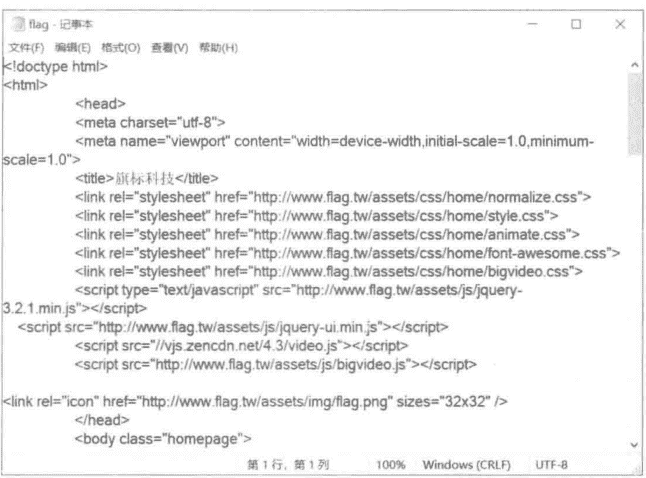 flag - 记事本
文件(F) 编辑(E) 格式(O) 查看(V) 帮助(H)
<!doctype html>
<html>
<head>
<meta charset="utf-8">
<meta name="viewport" content="width=device-width,initial-scale=1.0,minimum-
scale=1.0">
<title>旗标科技</title>
<link rel="stylesheet" href="http://www.flag.tw/assets/css/home/normalize.css">
<link rel="stylesheet" href="http://www.flag.tw/assets/css/home/style.css">
<link rel="stylesheet" href="http://www.flag.tw/assets/css/home/animate.css">
<link rel="stylesheet" href="http://www.flag.tw/assets/css/home/font-awesome.css">
<link rel="stylesheet" href="http://www.flag.tw/assets/css/home/bigvideo.css">
<script type="text/javascript" src="http://www.flag.tw/assets/js/jquery-
3.2.1.min.js"></script>
<script src="http://www.flag.tw/assets/js/jquery-ui.min.js"></script>
<script src="//vjs.zencdn.net/4.3/video.js"></script>
<script src="http://www.flag.tw/assets/js/bigvideo.js"></script>
<link rel="icon" href="http://www.flag.tw/assets/img/flag.png" sizes="32x32" />
</head>
<body class="homepage">
第 1 行, 第 1 列 100% Windows (CRLF) UTF-8